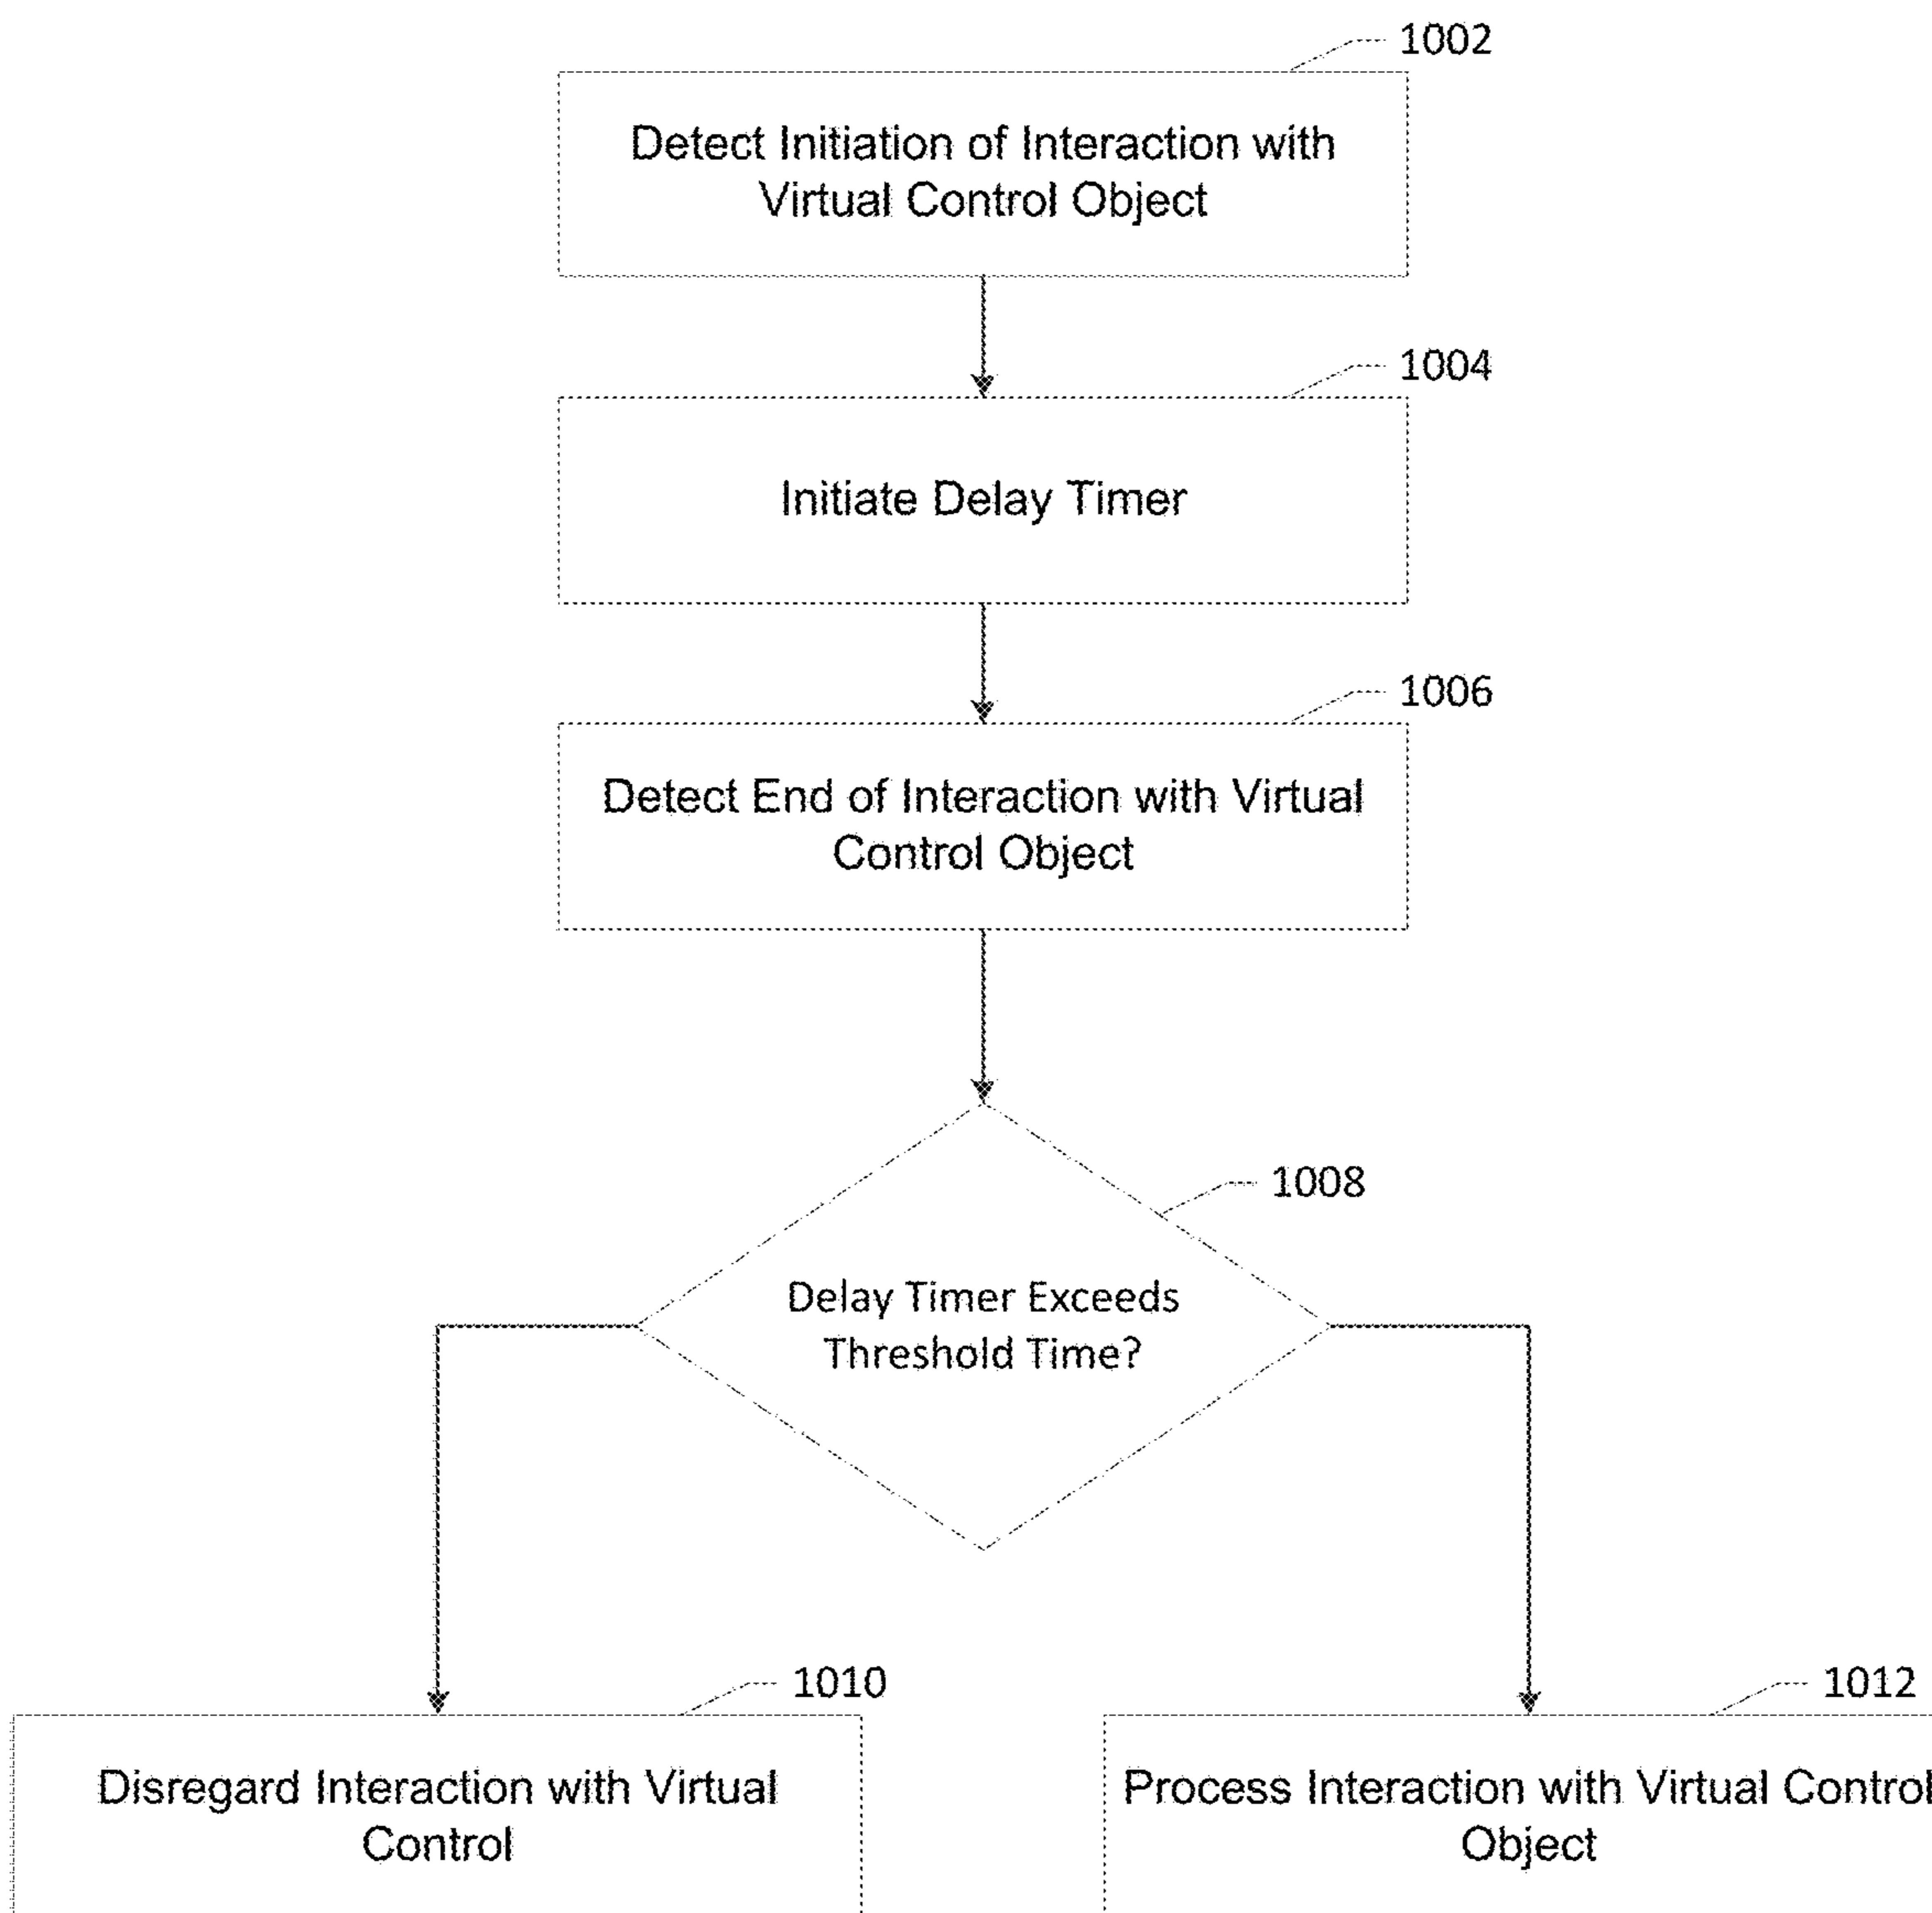 1002
Detect Initiation of Interaction with
Virtual Control Object
1004
Initiate Delay Timer
1006
Detect End of Interaction with Virtual
Control Object
1008
Delay Timer Exceeds
Threshold Time?
1010
Disregard Interaction with Virtual
Control
1012
Process Interaction with Virtual Control
Object